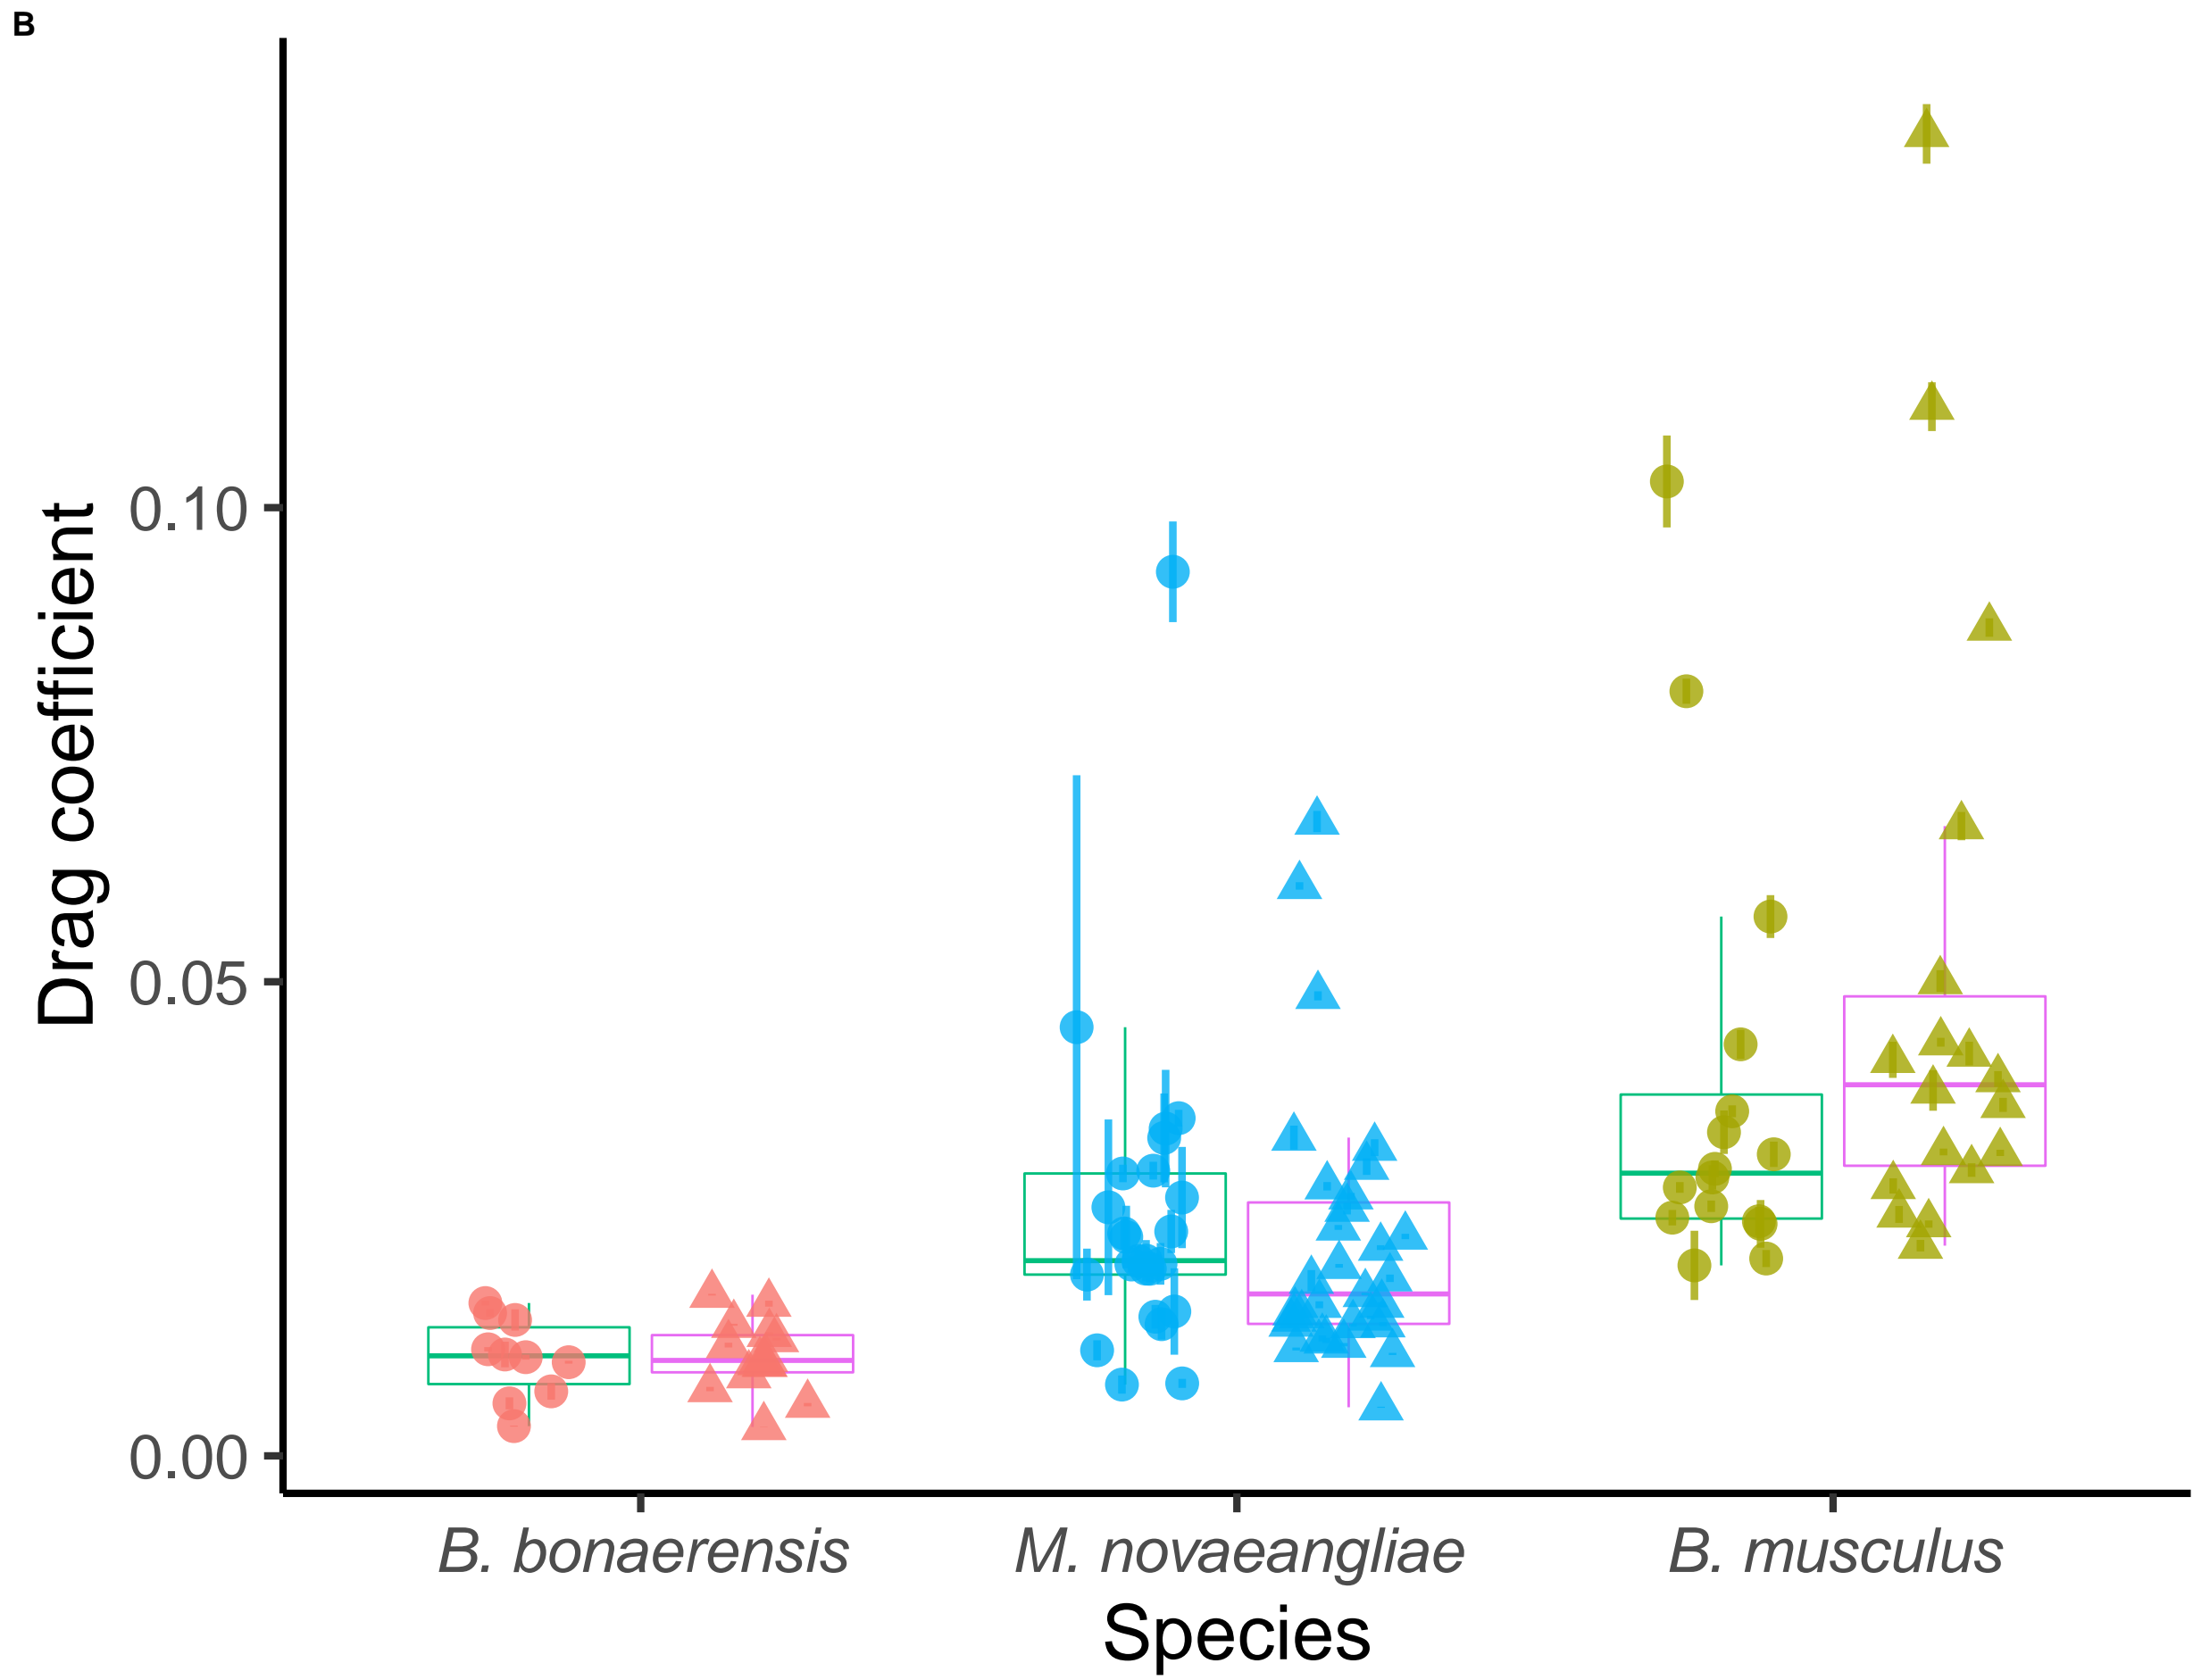 B
Drag coefficient
0.10
0.05
0.00
B. bonaerensis
M. novaeangliae
B. musculus
Species